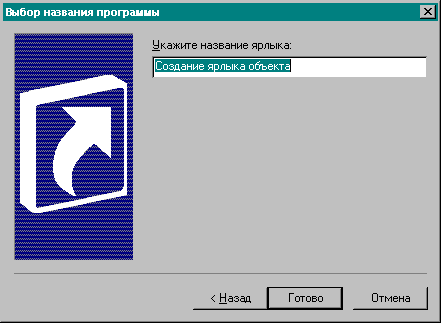 Выбор названия программы
Укажите название ярлыка:
Создание ярлыка объекта
< Назад Готово Отмена